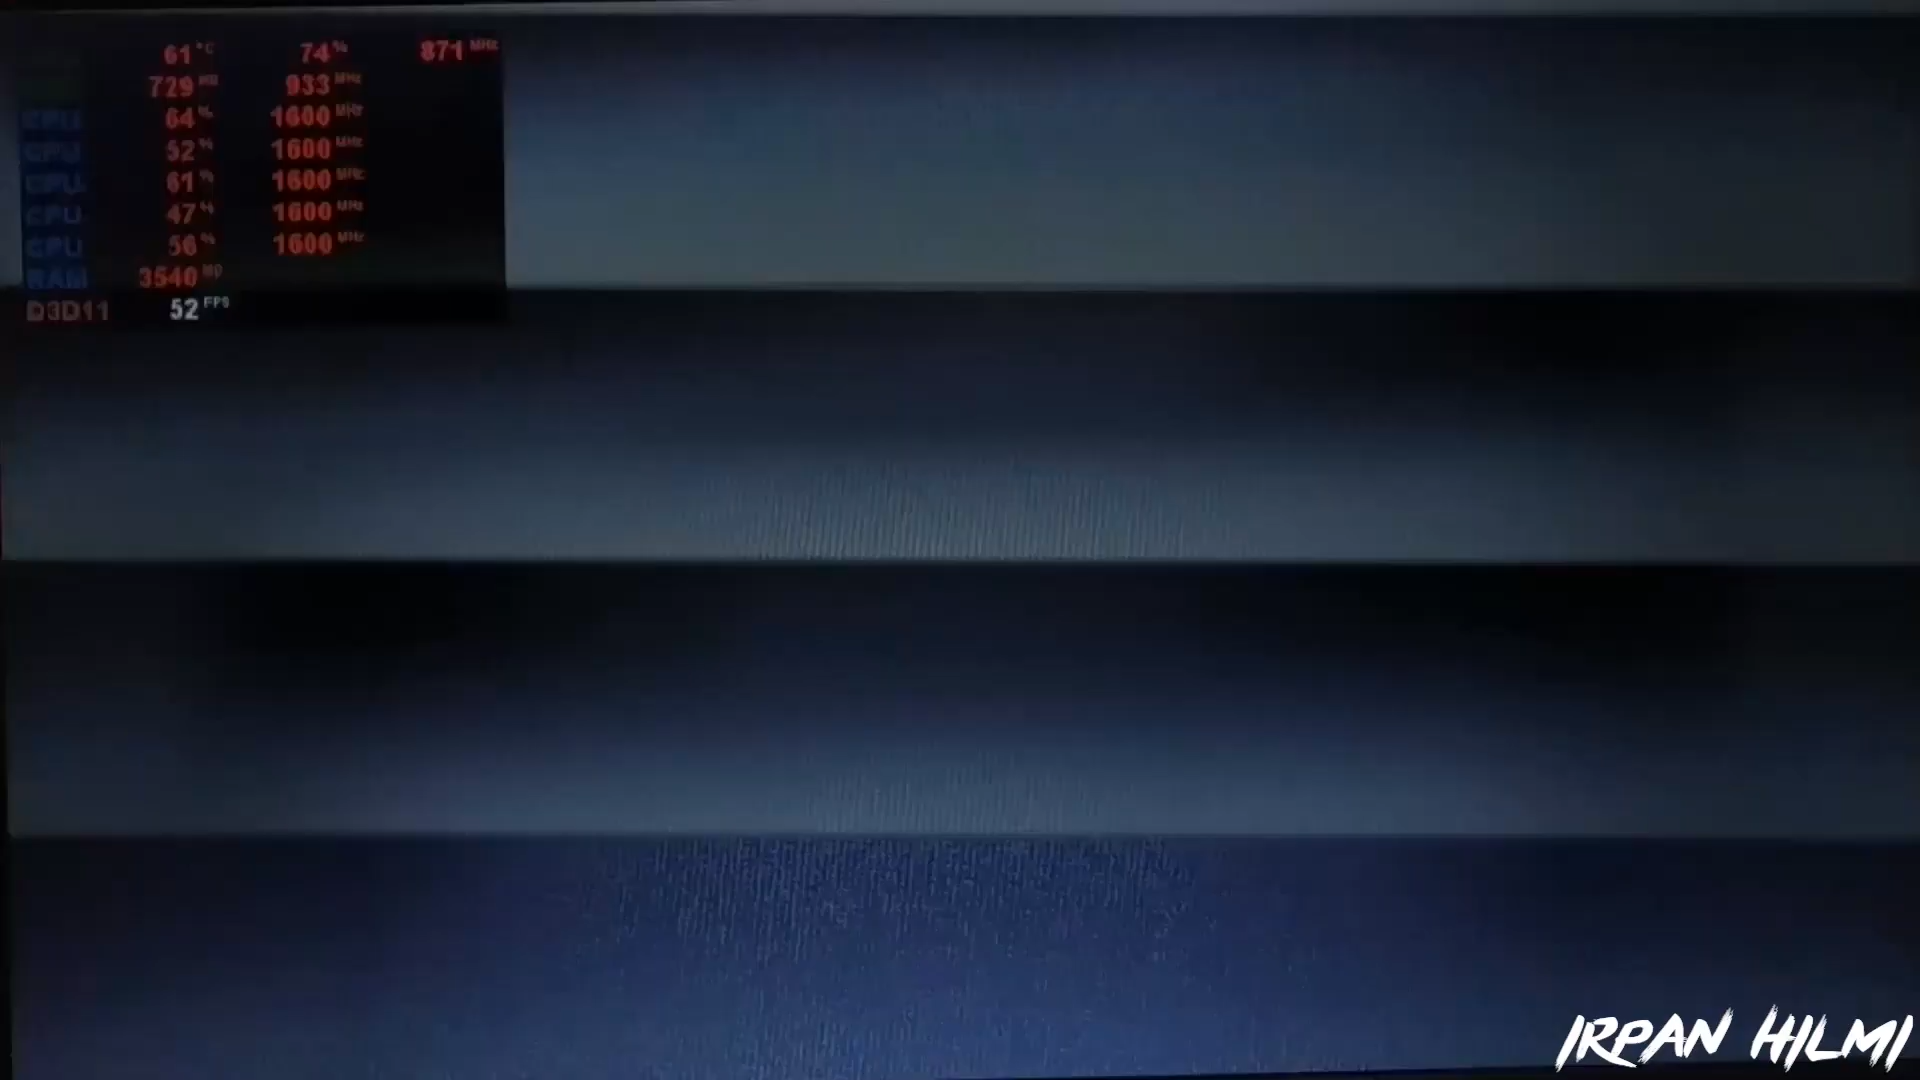 61°C 74% 871 MHz
729 MB 933 MHz
CPU 64% 1600 MHz
CPU 52% 1600 MHz
CPU 61% 1600 MHz
CPU 47% 1600 MHz
CPU 56% 1600 MHz
RAM 3540
D3D11 52 FPS
IRPAN HILMI